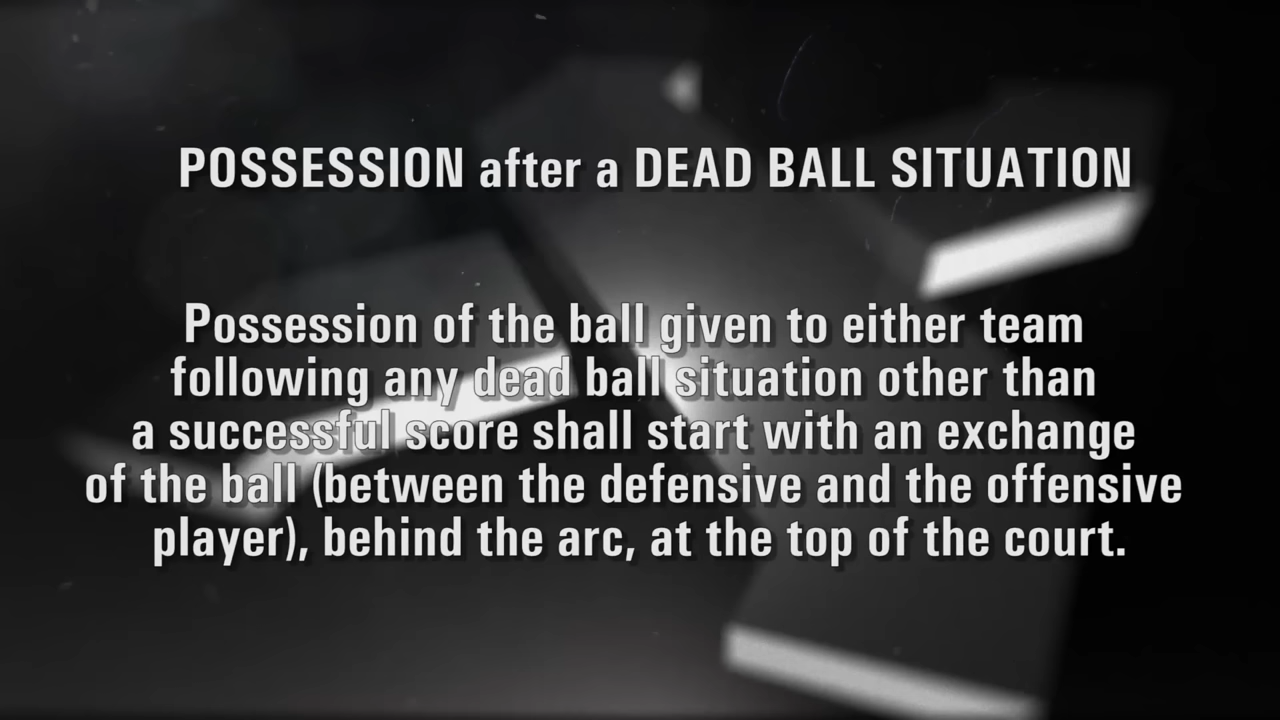 POSSESSION after a DEAD BALL SITUATION
Possession of the ball given to either team
following any dead ball situation other than
a successful score shall start with an exchange
of the ball (between the defensive and the offensive
player), behind the arc, at the top of the court.